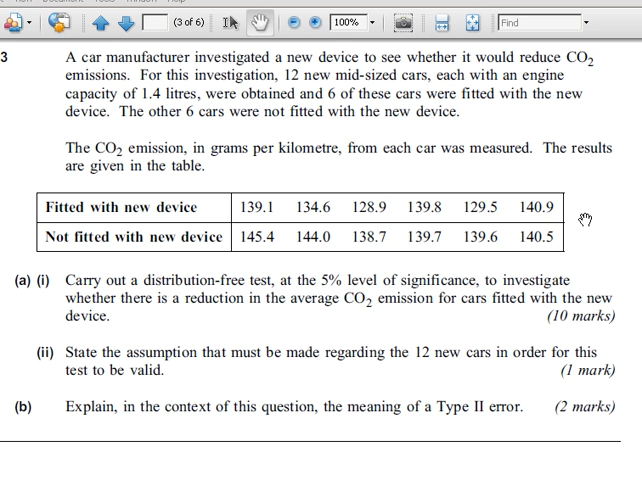 (3 of 6)
100%
Find
3 A car manufacturer investigated a new device to see whether it would reduce CO2
emissions. For this investigation, 12 new mid-sized cars, each with an engine
capacity of 1.4 litres, were obtained and 6 of these cars were fitted with the new
device. The other 6 cars were not fitted with the new device.
The CO2 emission, in grams per kilometre, from each car was measured. The results
are given in the table.
Fitted with new device 139.1 134.6 128.9 139.8 129.5 140.9
Not fitted with new device 145.4 144.0 138.7 139.7 139.6 140.5
(a) (i) Carry out a distribution-free test, at the 5% level of significance, to investigate
whether there is a reduction in the average CO2 emission for cars fitted with the new
device. (10 marks)
(ii) State the assumption that must be made regarding the 12 new cars in order for this
test to be valid. (1 mark)
(b) Explain, in the context of this question, the meaning of a Type II error. (2 marks)